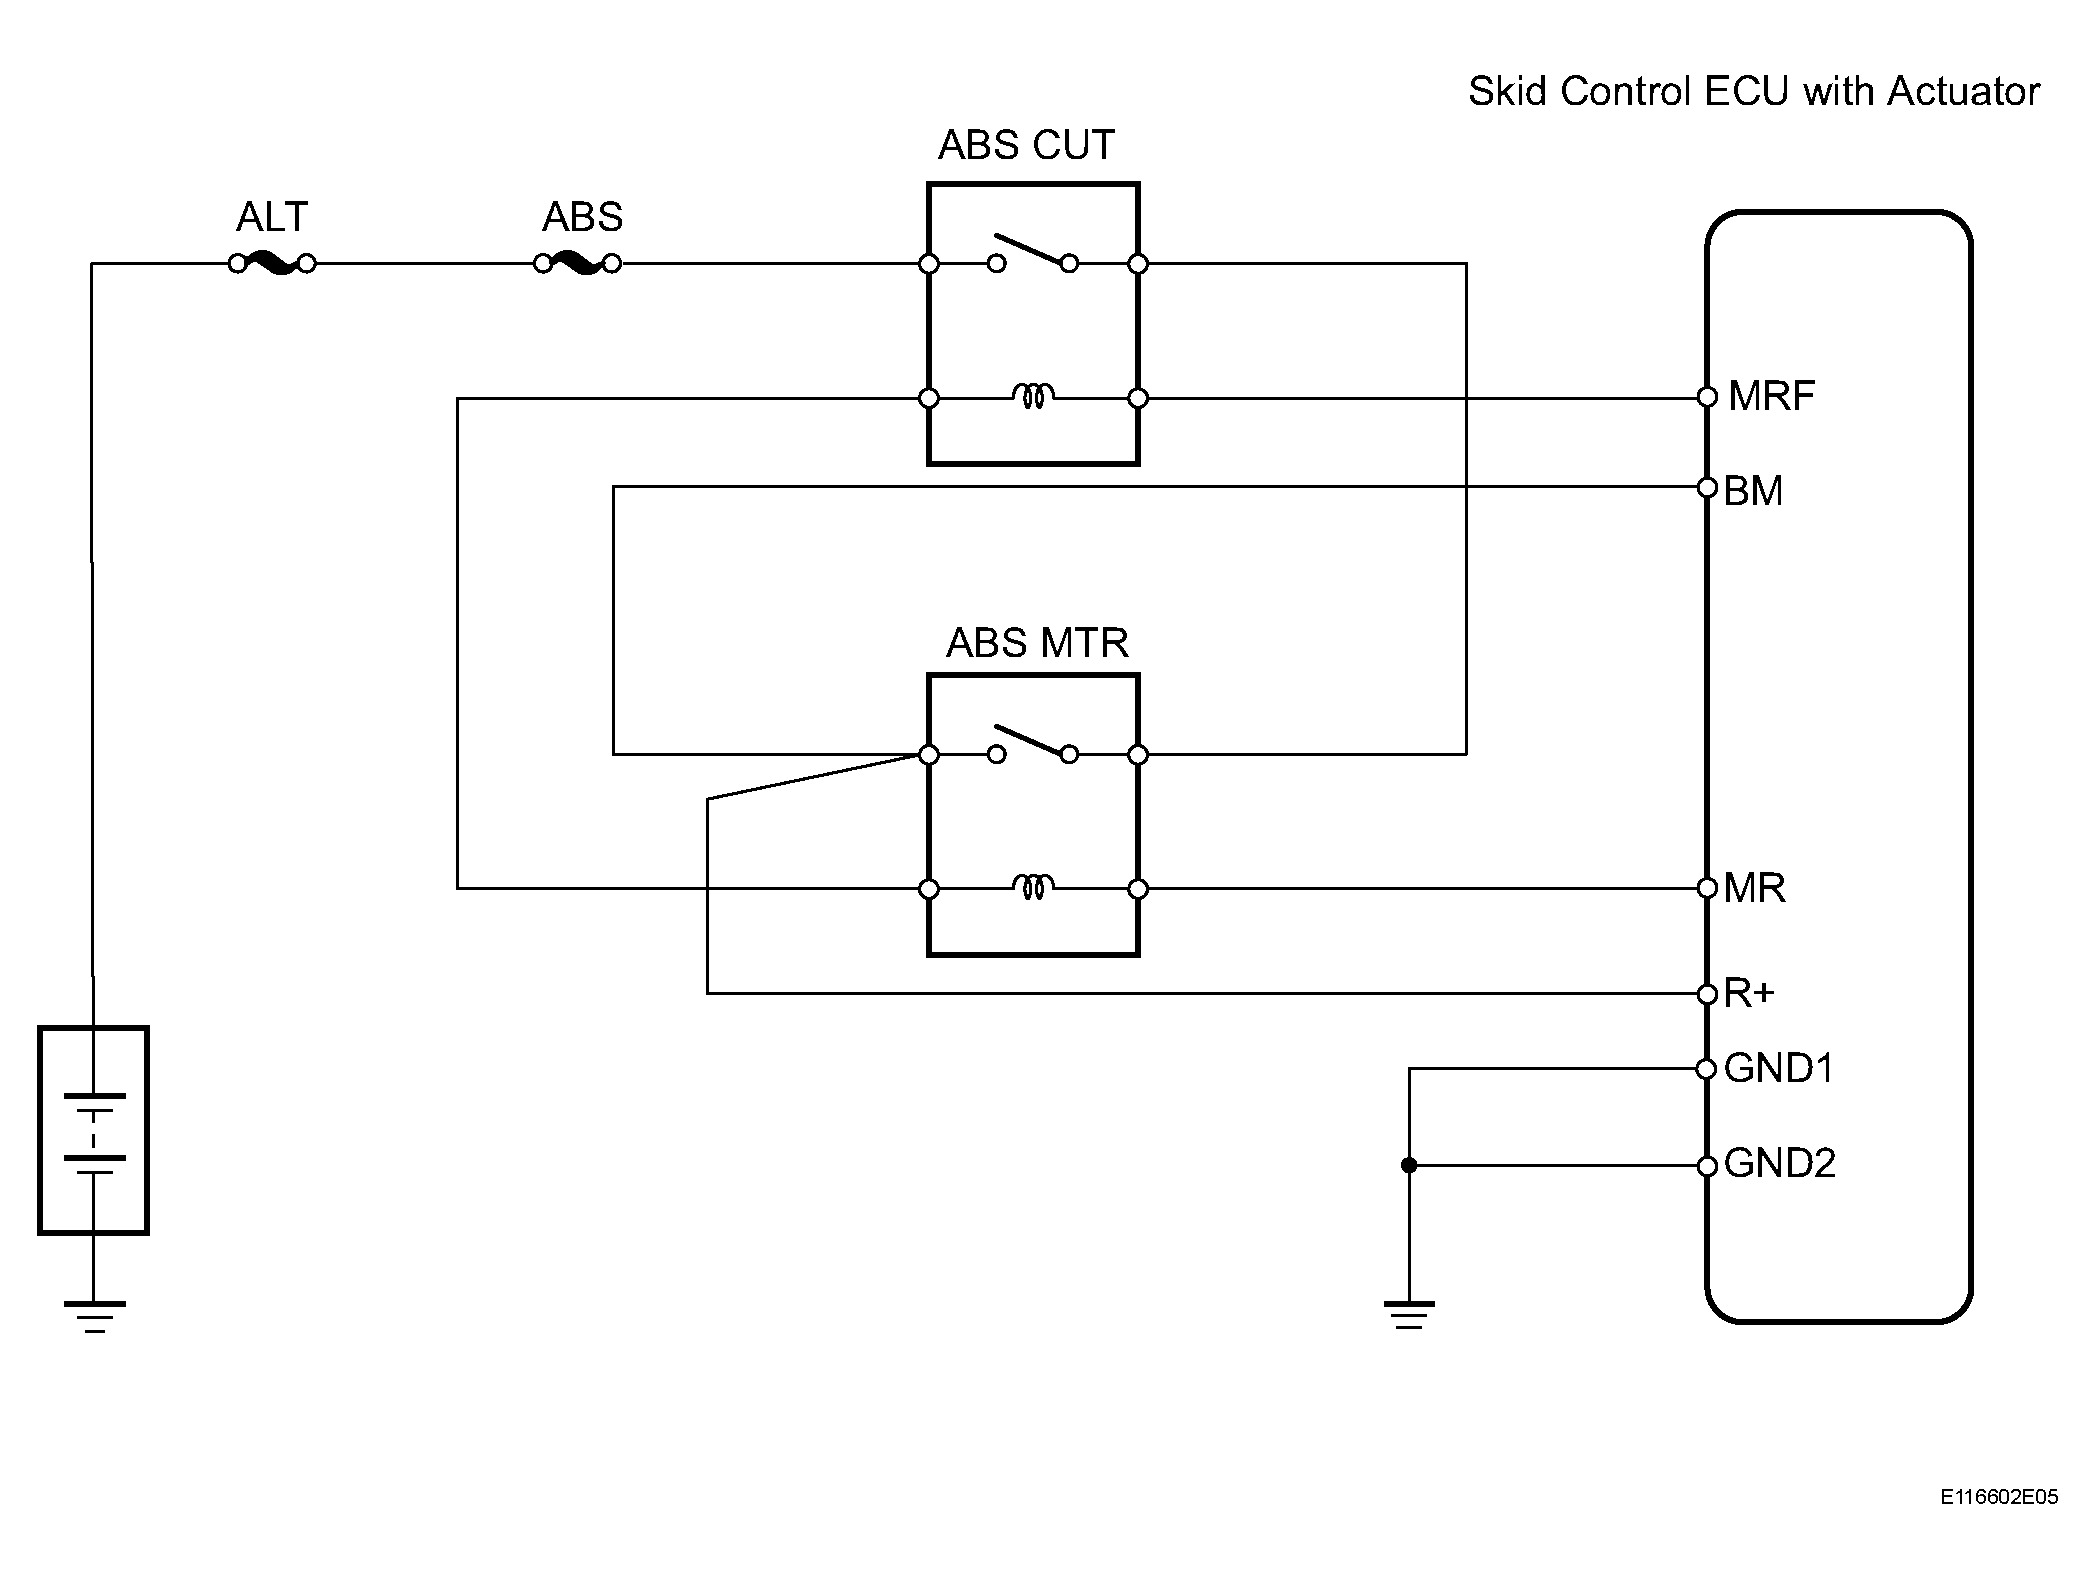 Skid Control ECU with Actuator
ABS CUT
ALT
ABS
MRF
BM
ABS MTR
MR
R+
GND1
GND2
E116602E05